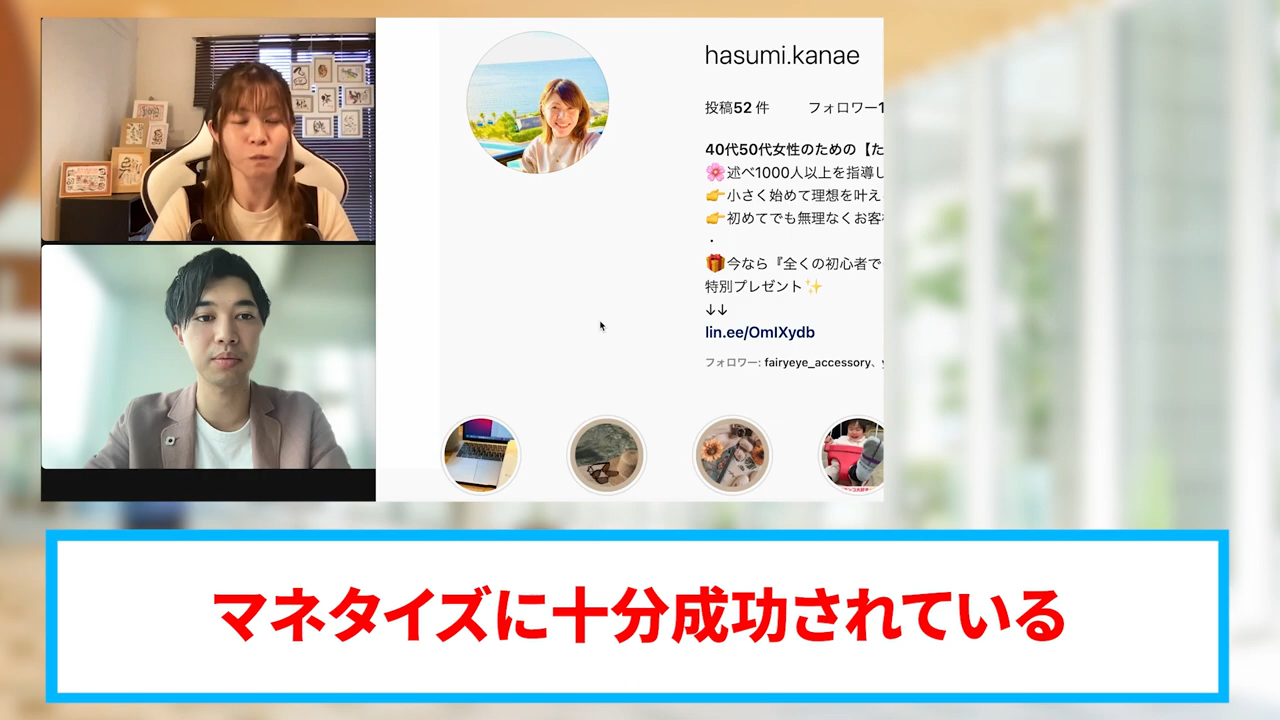 hasumi.kanae
投稿52 件 フォロワー1
40代50代女性のための【た
🌸述べ1000人以上を指導し
👉小さく始めて理想を叶え
👉初めてでも無理なくお客
・
🎁今なら『全くの初心者で
特別プレゼント✨
↓↓
lin.ee/OmIXydb
フォロワー: fairyeye_accessory、y
マネタイズに十分成功されている